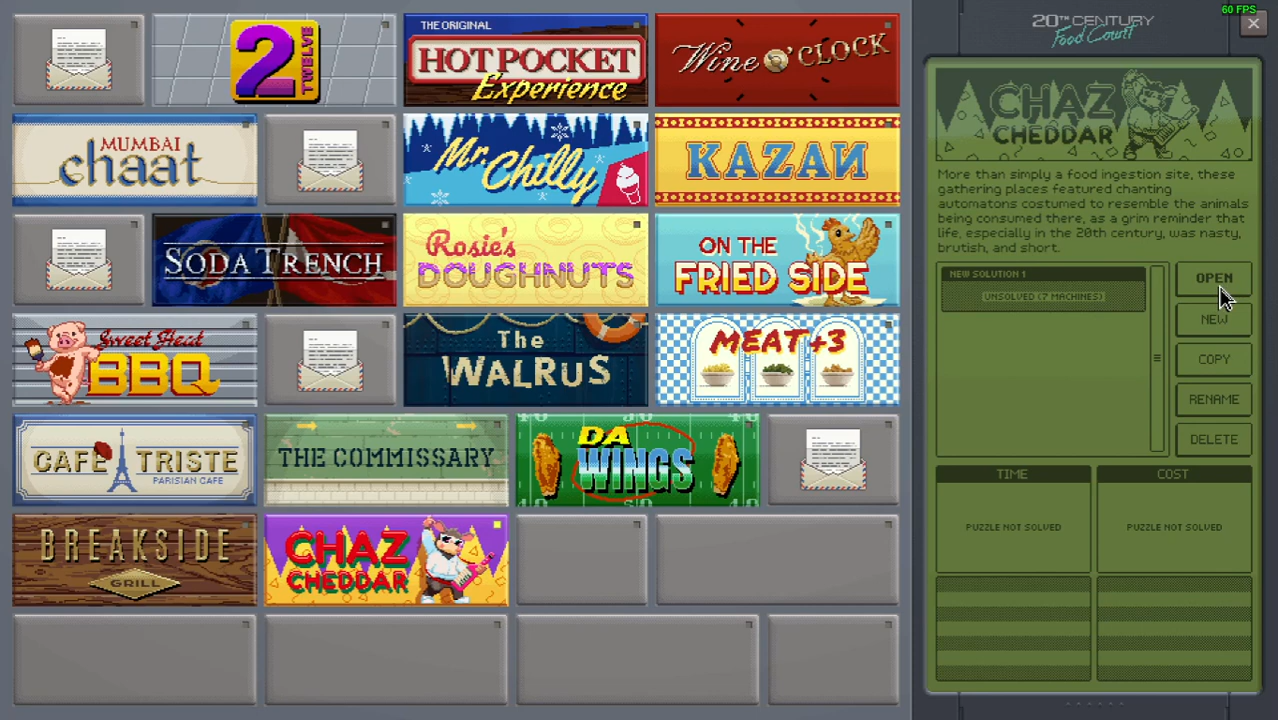 60 FPS
2
TWELVE
THE ORIGINAL
HOT POCKET
Experience
Wine O'CLOCK
20TH CENTURY
Food Court
MUMBAI
chaat
Mr. Chilly
KAZAN
CHAZ
CHEDDAR
More than simply a food ingestion site, these
gathering places featured chanting
automatons costumed to resemble the animals
being consumed there, as a grim reminder that
life, especially in the 20th century, was nasty,
brutish, and short.
SODA TRENCH
Rosie's
DOUGHNUTS
ON THE
FRIED SIDE
NEW SOLUTION 1
UNSOLVED (7 MACHINES)
OPEN
NEW
COPY
RENAME
DELETE
Sweet Heat
BBQ
The
WALRUS
MEAT+3
CAFE TRISTE
PARISIAN CAFE
THE COMMISSARY
40 50 40
DA
WINGS
TIME
COST
PUZZLE NOT SOLVED
PUZZLE NOT SOLVED
BREAKSIDE
GRILL
CHAZ
CHEDDAR